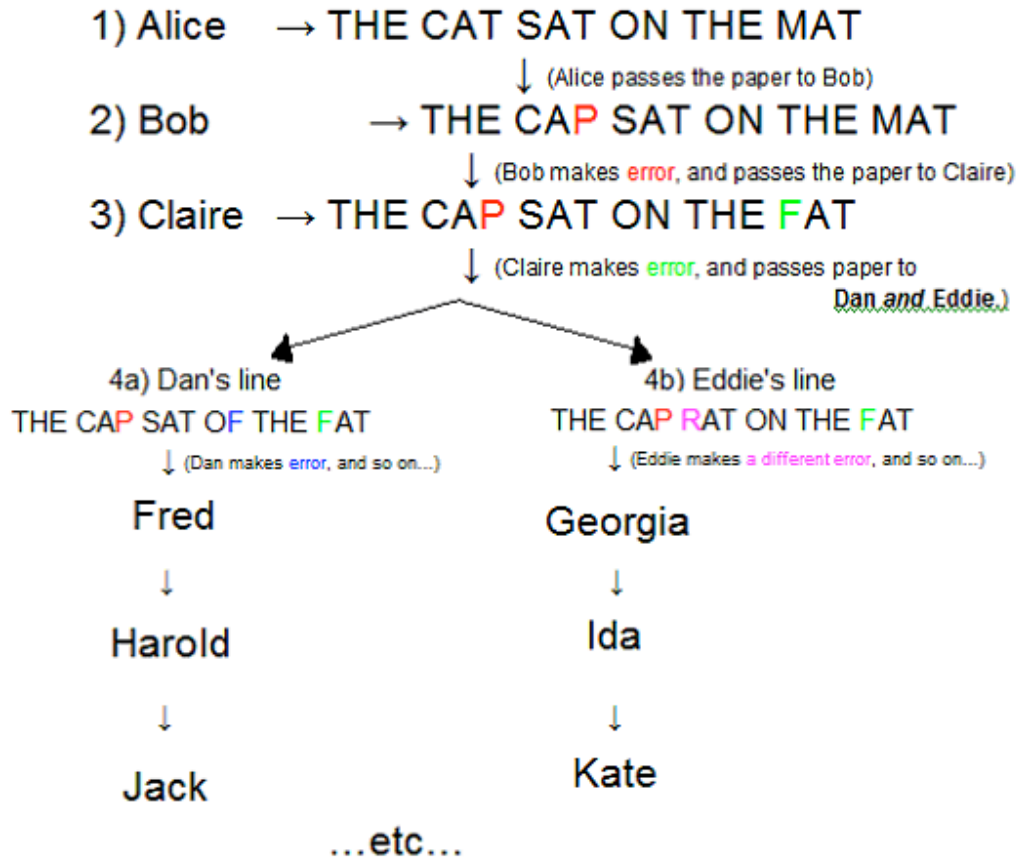 1) Alice → THE CAT SAT ON THE MAT
↓ (Alice passes the paper to Bob)
2) Bob → THE CAP SAT ON THE MAT
↓ (Bob makes error, and passes the paper to Claire)
3) Claire → THE CAP SAT ON THE FAT
↓ (Claire makes error, and passes paper to
Dan and Eddie.)
4a) Dan's line
THE CAP SAT OF THE FAT
↓ (Dan makes error, and so on...)
Fred
↓
Harold
↓
Jack
4b) Eddie's line
THE CAP RAT ON THE FAT
↓ (Eddie makes a different error, and so on...)
Georgia
↓
Ida
↓
Kate
...etc...